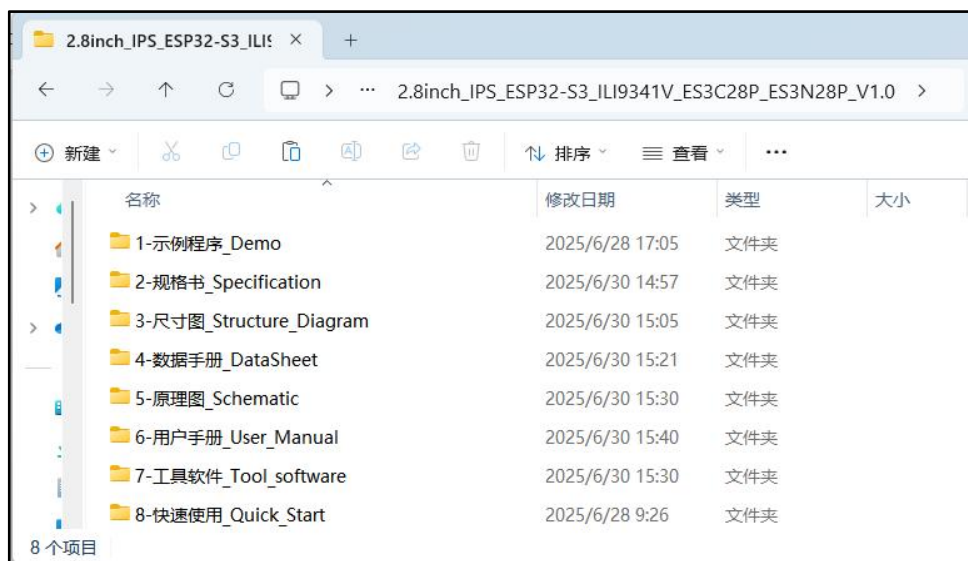 2.8inch_IPS_ESP32-S3_ILI9
2.8inch_IPS_ESP32-S3_ILI9341V_ES3C28P_ES3N28P_V1.0
新建 排序 查看
名称 修改日期 类型 大小
1-示例程序_Demo 2025/6/28 17:05 文件夹
2-规格书_Specification 2025/6/30 14:57 文件夹
3-尺寸图_Structure_Diagram 2025/6/30 15:05 文件夹
4-数据手册_DataSheet 2025/6/30 15:21 文件夹
5-原理图_Schematic 2025/6/30 15:30 文件夹
6-用户手册_User_Manual 2025/6/30 15:40 文件夹
7-工具软件_Tool_software 2025/6/30 15:30 文件夹
8-快速使用_Quick_Start 2025/6/28 9:26 文件夹
8 个项目